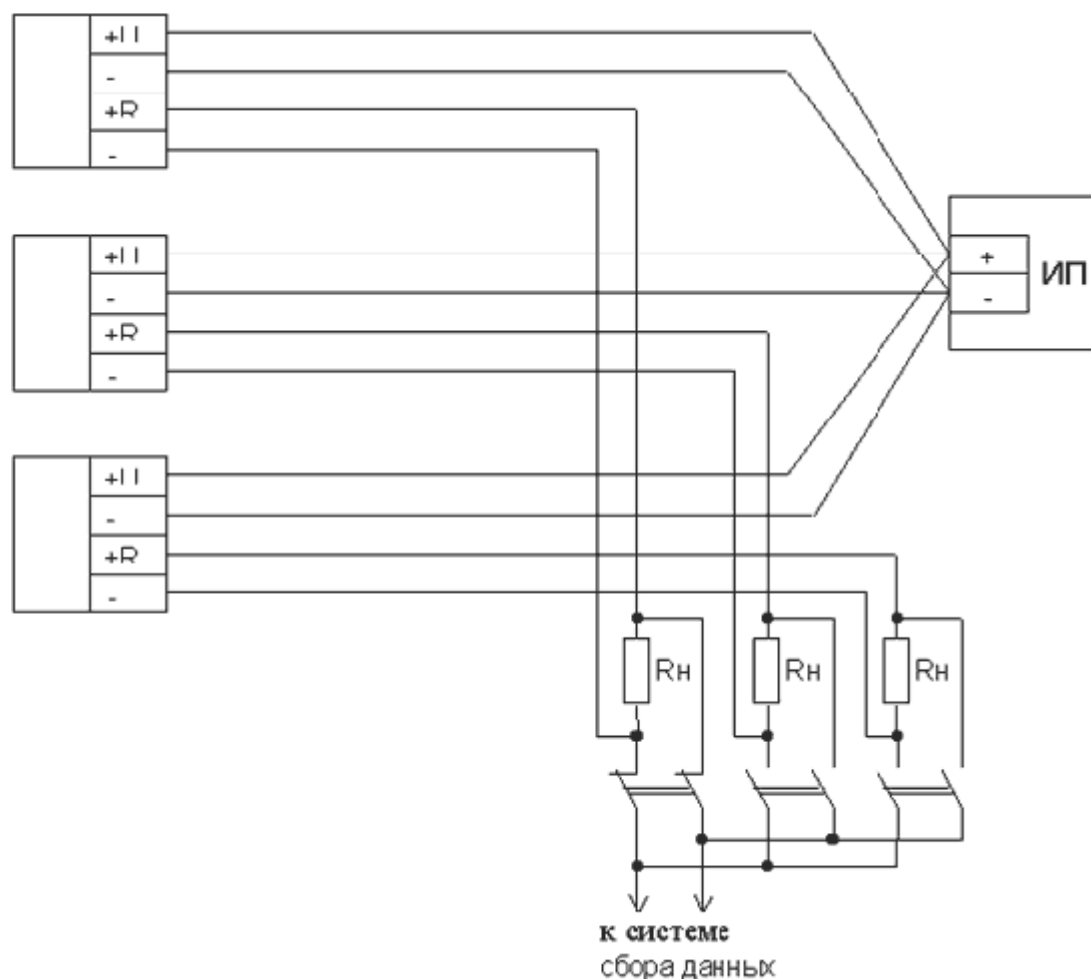 +U
-
+R
-
+U
-
+R
-
+U
-
+R
-
+
-
ИП
Rн
Rн
Rн
к системе
сбора данных